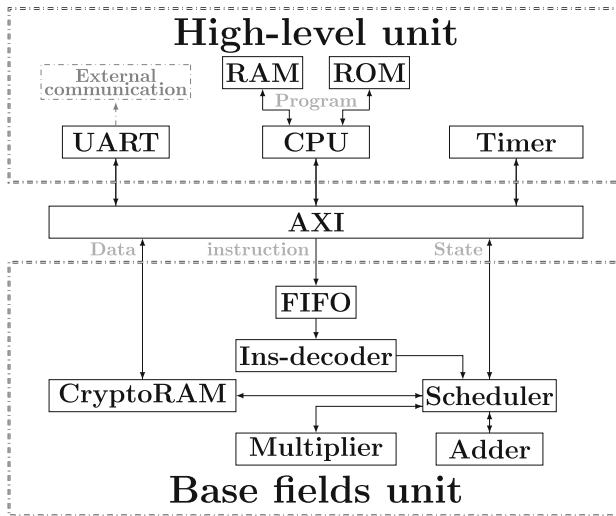 High-level unit
External
communication
RAM
ROM
Program
UART
CPU
Timer
AXI
Data
instruction
State
FIFO
Ins-decoder
CryptoRAM
Scheduler
Multiplier
Adder
Base fields unit